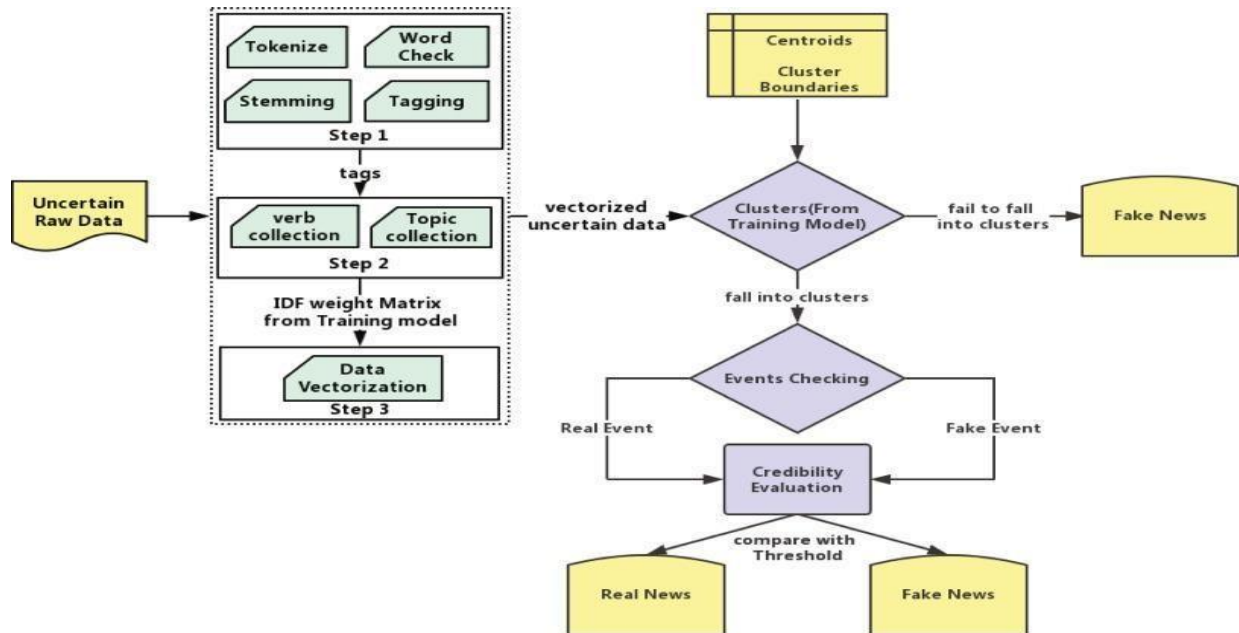 Tokenize
Word
Check
Stemming
Tagging
Step 1
tags
Uncertain
Raw Data
verb
collection
Topic
collection
Step 2
IDF weight Matrix
from Training model
Data
Vectorization
Step 3
vectorized
uncertain data
Centroids
Cluster
Boundaries
Clusters(From
Training Model)
fail to fall
into clusters
Fake News
fall into clusters
Events Checking
Real Event
Fake Event
Credibility
Evaluation
compare with
Threshold
Real News
Fake News